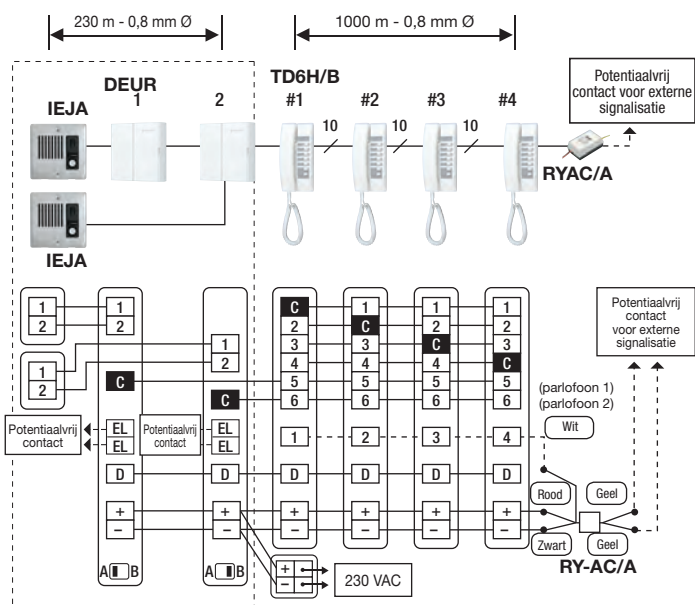 230 m - 0,8 mm Ø
1000 m - 0,8 mm Ø
DEUR
TD6H/B
1
2
#1
#2
#3
#4
IEJA
10
10
10
Potentiaalvrij
contact voor externe
signalisatie
RYAC/A
IEJA
1
2
1
2
C
EL
EL
D
+
−
A B
1
2
1
2
C
EL
EL
D
+
−
A B
Potentiaalvrij
contact
Potentiaalvrij
contact
C
2
3
4
5
6
1
D
+
−
1
C
3
4
5
6
2
D
+
−
1
2
C
4
5
6
3
D
+
−
1
2
3
C
5
6
4
D
+
−
+
−
230 VAC
Potentiaalvrij
contact
voor externe
signalisatie
(parlofoon 1)
(parlofoon 2)
Wit
Rood
Geel
Zwart
Geel
RY-AC/A